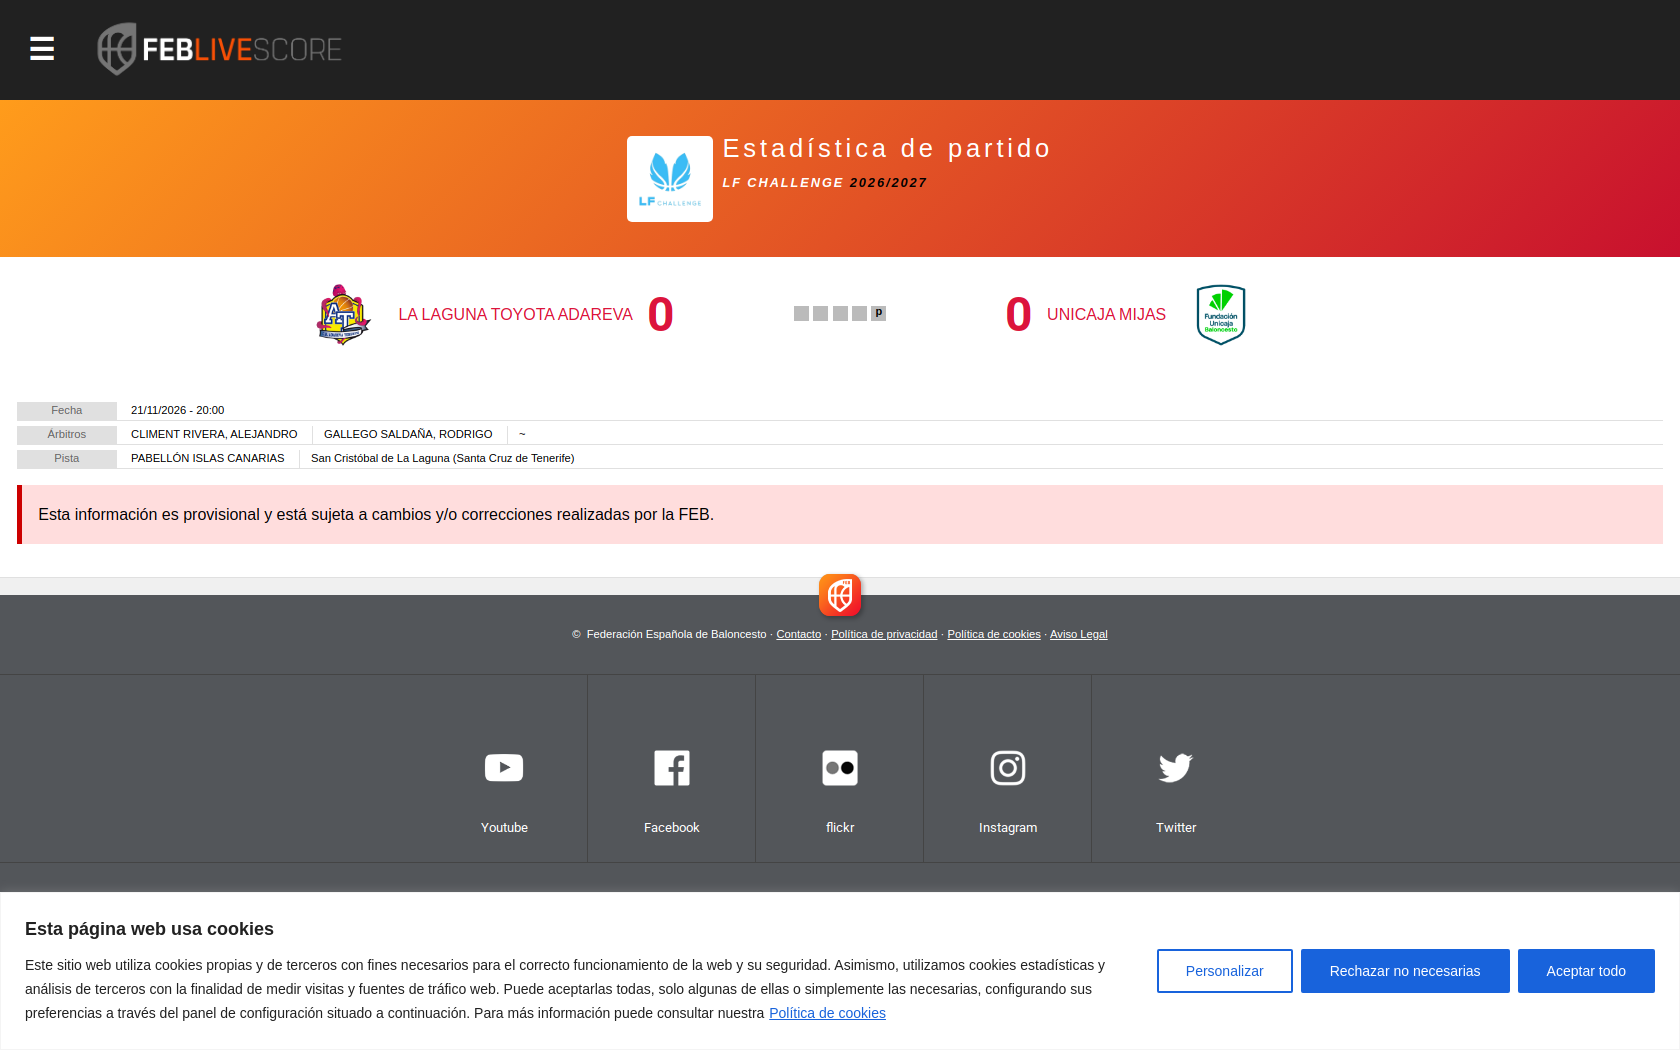 FEBLIVESCORE
Estadística de partido
LF CHALLENGE 2026/2027
LF CHALLENGE
LA LAGUNA TOYOTA ADAREVA 0
p
0 UNICAJA MIJAS
AT
Fundación
Unicaja
Baloncesto
Fecha 21/11/2026 - 20:00
Árbitros CLIMENT RIVERA, ALEJANDRO GALLEGO SALDAÑA, RODRIGO ~
Pista PABELLÓN ISLAS CANARIAS San Cristóbal de La Laguna (Santa Cruz de Tenerife)
Esta información es provisional y está sujeta a cambios y/o correcciones realizadas por la FEB.
FEB
© Federación Española de Baloncesto · Contacto · Política de privacidad · Política de cookies · Aviso Legal
Youtube Facebook flickr Instagram Twitter
Esta página web usa cookies
Este sitio web utiliza cookies propias y de terceros con fines necesarios para el correcto funcionamiento de la web y su seguridad. Asimismo, utilizamos cookies estadísticas y
análisis de terceros con la finalidad de medir visitas y fuentes de tráfico web. Puede aceptarlas todas, solo algunas de ellas o simplemente las necesarias, configurando sus
preferencias a través del panel de configuración situado a continuación. Para más información puede consultar nuestra Política de cookies
Personalizar Rechazar no necesarias Aceptar todo